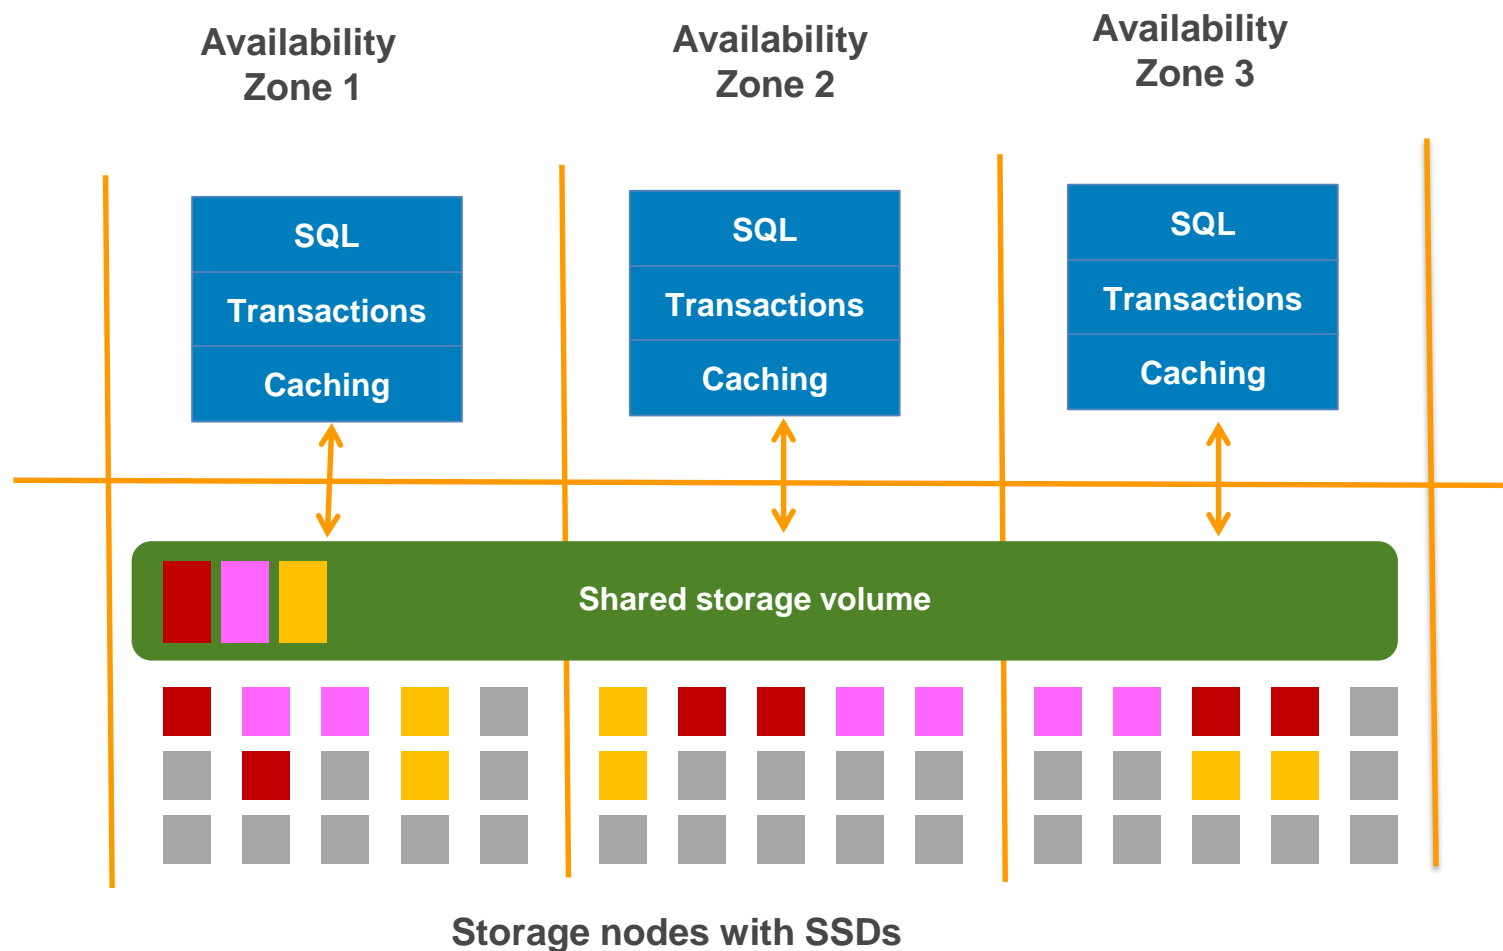 Availability
Zone 1
Availability
Zone 2
Availability
Zone 3
SQL
Transactions
Caching
SQL
Transactions
Caching
SQL
Transactions
Caching
Shared storage volume
Storage nodes with SSDs